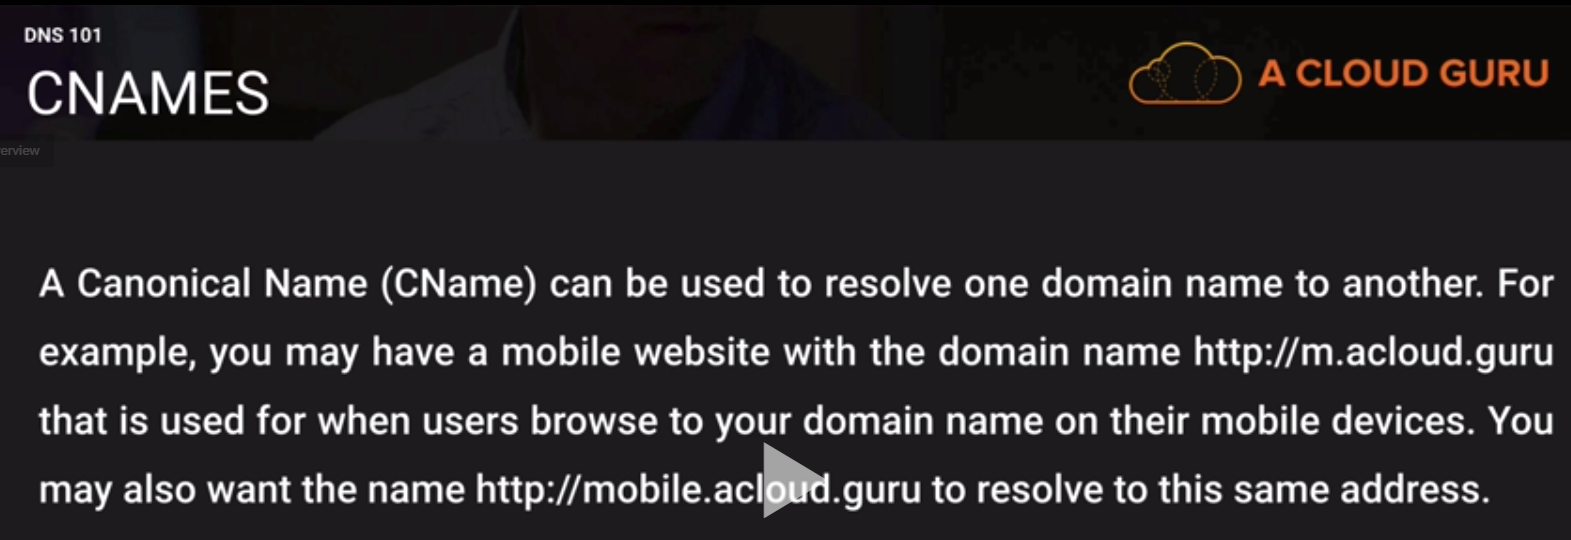 DNS 101
CNAMES
A CLOUD GURU
erview
A Canonical Name (CName) can be used to resolve one domain name to another. For
example, you may have a mobile website with the domain name http://m.acloud.guru
that is used for when users browse to your domain name on their mobile devices. You
may also want the name http://mobile.acloud.guru to resolve to this same address.